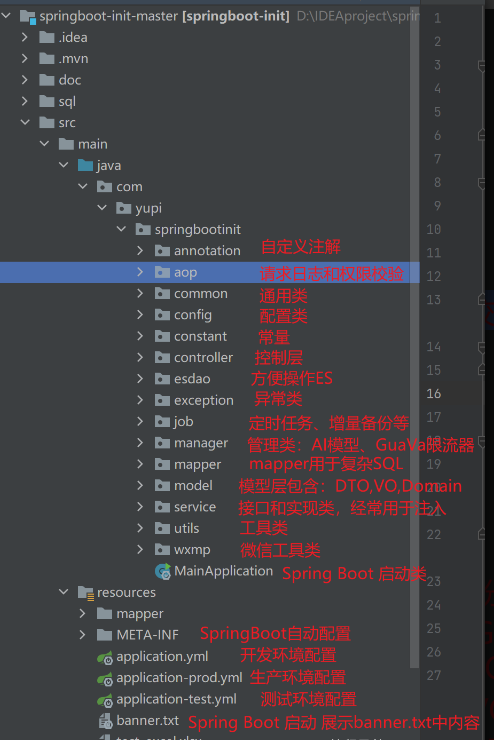 springboot-init-master [springboot-init] D:\IDEAproject\sprin
.idea
.mvn
doc
sql
src
main
java
com
yupi
springbootinit
annotation 自定义注解
aop 请求日志和权限校验
common 通用类
config 配置类
constant 常量
controller 控制层
esdao 方便操作ES
exception 异常类
job 定时任务、增量备份等
manager 管理类：AI模型、GuaVa限流器
mapper mapper用于复杂SQL
model 模型层包含：DTO,VO,Domain
service 接口和实现类，经常用于注入
utils 工具类
wxmp 微信工具类
MainApplication Spring Boot 启动类
resources
mapper
META-INF SpringBoot自动配置
application.yml 开发环境配置
application-prod.yml 生产环境配置
application-test.yml 测试环境配置
banner.txt Spring Boot 启动 展示banner.txt中内容
1
2
3
4
5
6
7
8
9
10
11
12
13
14
15
16
17
18
19
20
21
22
23
24
25
26
27